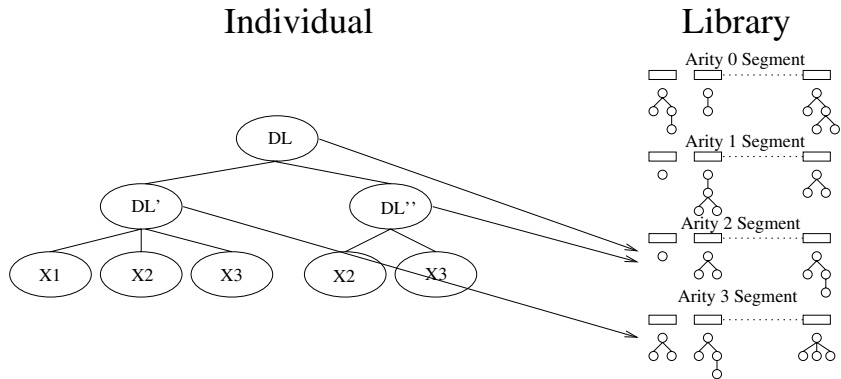 Individual
Library
Arity 0 Segment
Arity 1 Segment
Arity 2 Segment
Arity 3 Segment
DL
DL'
DL''
X1
X2
X3
X2
X3